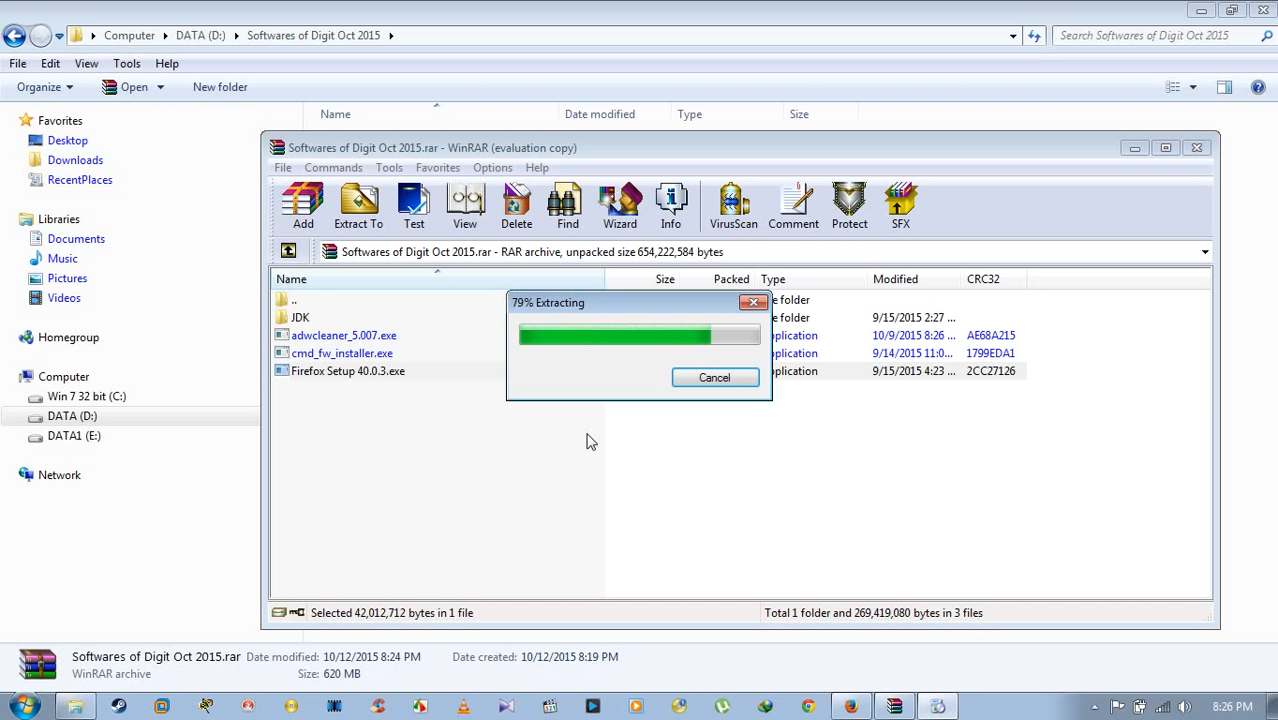 Computer DATA (D:) Softwares of Digit Oct 2015 Search Softwares of Digit Oct 2015
File Edit View Tools Help
Organize Open New folder
Name Date modified Type Size
Favorites
Desktop
Downloads
RecentPlaces
Libraries
Documents
Music
Pictures
Videos
Homegroup
Computer
Win 7 32 bit (C:)
DATA (D:)
DATA1 (E:)
Network
Softwares of Digit Oct 2015.rar - WinRAR (evaluation copy)
File Commands Tools Options Favorites Help
Add Extract To Test View Delete Find Wizard Info VirusScan Comment Protect SFX
Softwares of Digit Oct 2015.rar - RAR archive, unpacked size 654,222,584 bytes
Name Size Packed Type Modified CRC32
.. e folder
JDK e folder 9/15/2015 2:27 ...
adwcleaner_5.007.exe pplication 10/9/2015 8:26 ... AE68A215
cmd_fw_installer.exe pplication 9/14/2015 11:0... 1799EDA1
Firefox Setup 40.0.3.exe pplication 9/15/2015 4:23 ... 2CC27126
79% Extracting
Cancel
Selected 42,012,712 bytes in 1 file Total 1 folder and 269,419,080 bytes in 3 files
Softwares of Digit Oct 2015.rar Date modified: 10/12/2015 8:24 PM Date created: 10/12/2015 8:19 PM
WinRAR archive Size: 620 MB
8:26 PM